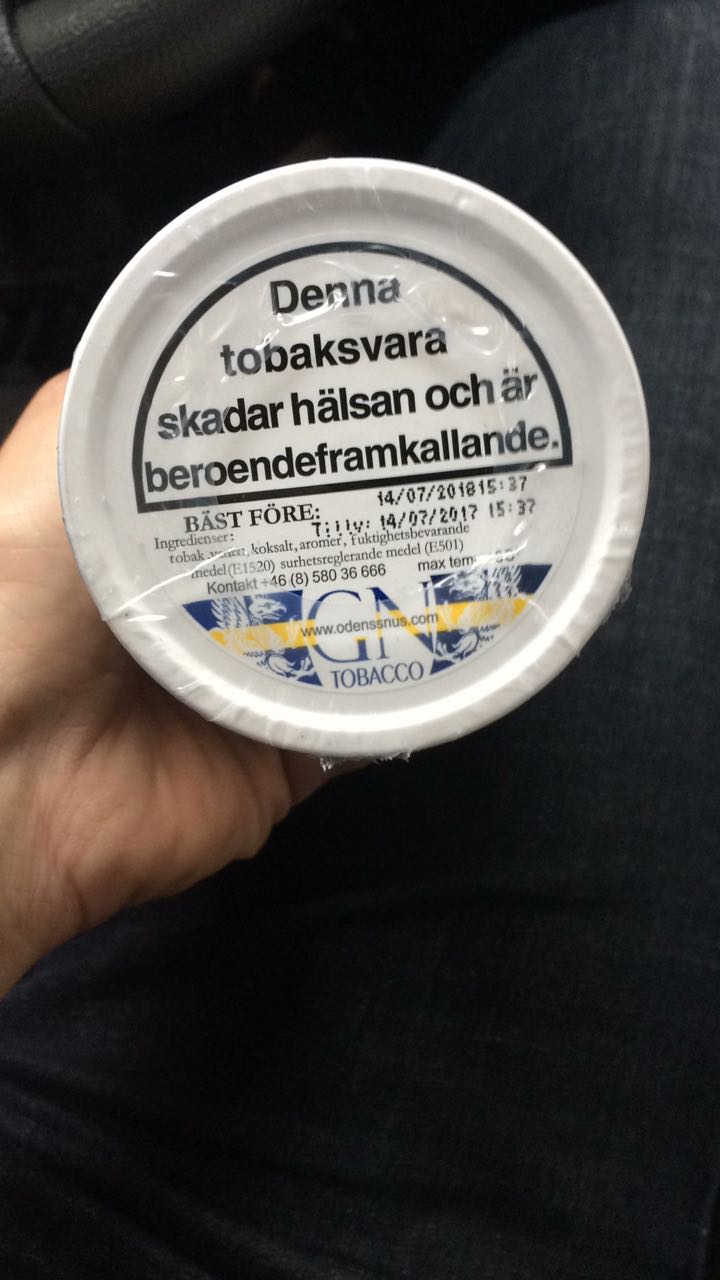 Denna
tobaksvara
skadar hälsan och är
beroendeframkallande.
BÄST FÖRE: 14/07/2018 15:37
Tillv: 14/07/2017 15:37
Ingredienser:
tobak, vatten, koksalt, aromer, fuktighetsbevarande
medel (E1520) surhetsreglerande medel (E501)
Kontakt +46 (8) 580 36 666 max temp
www.odenssnus.com
GN
TOBACCO